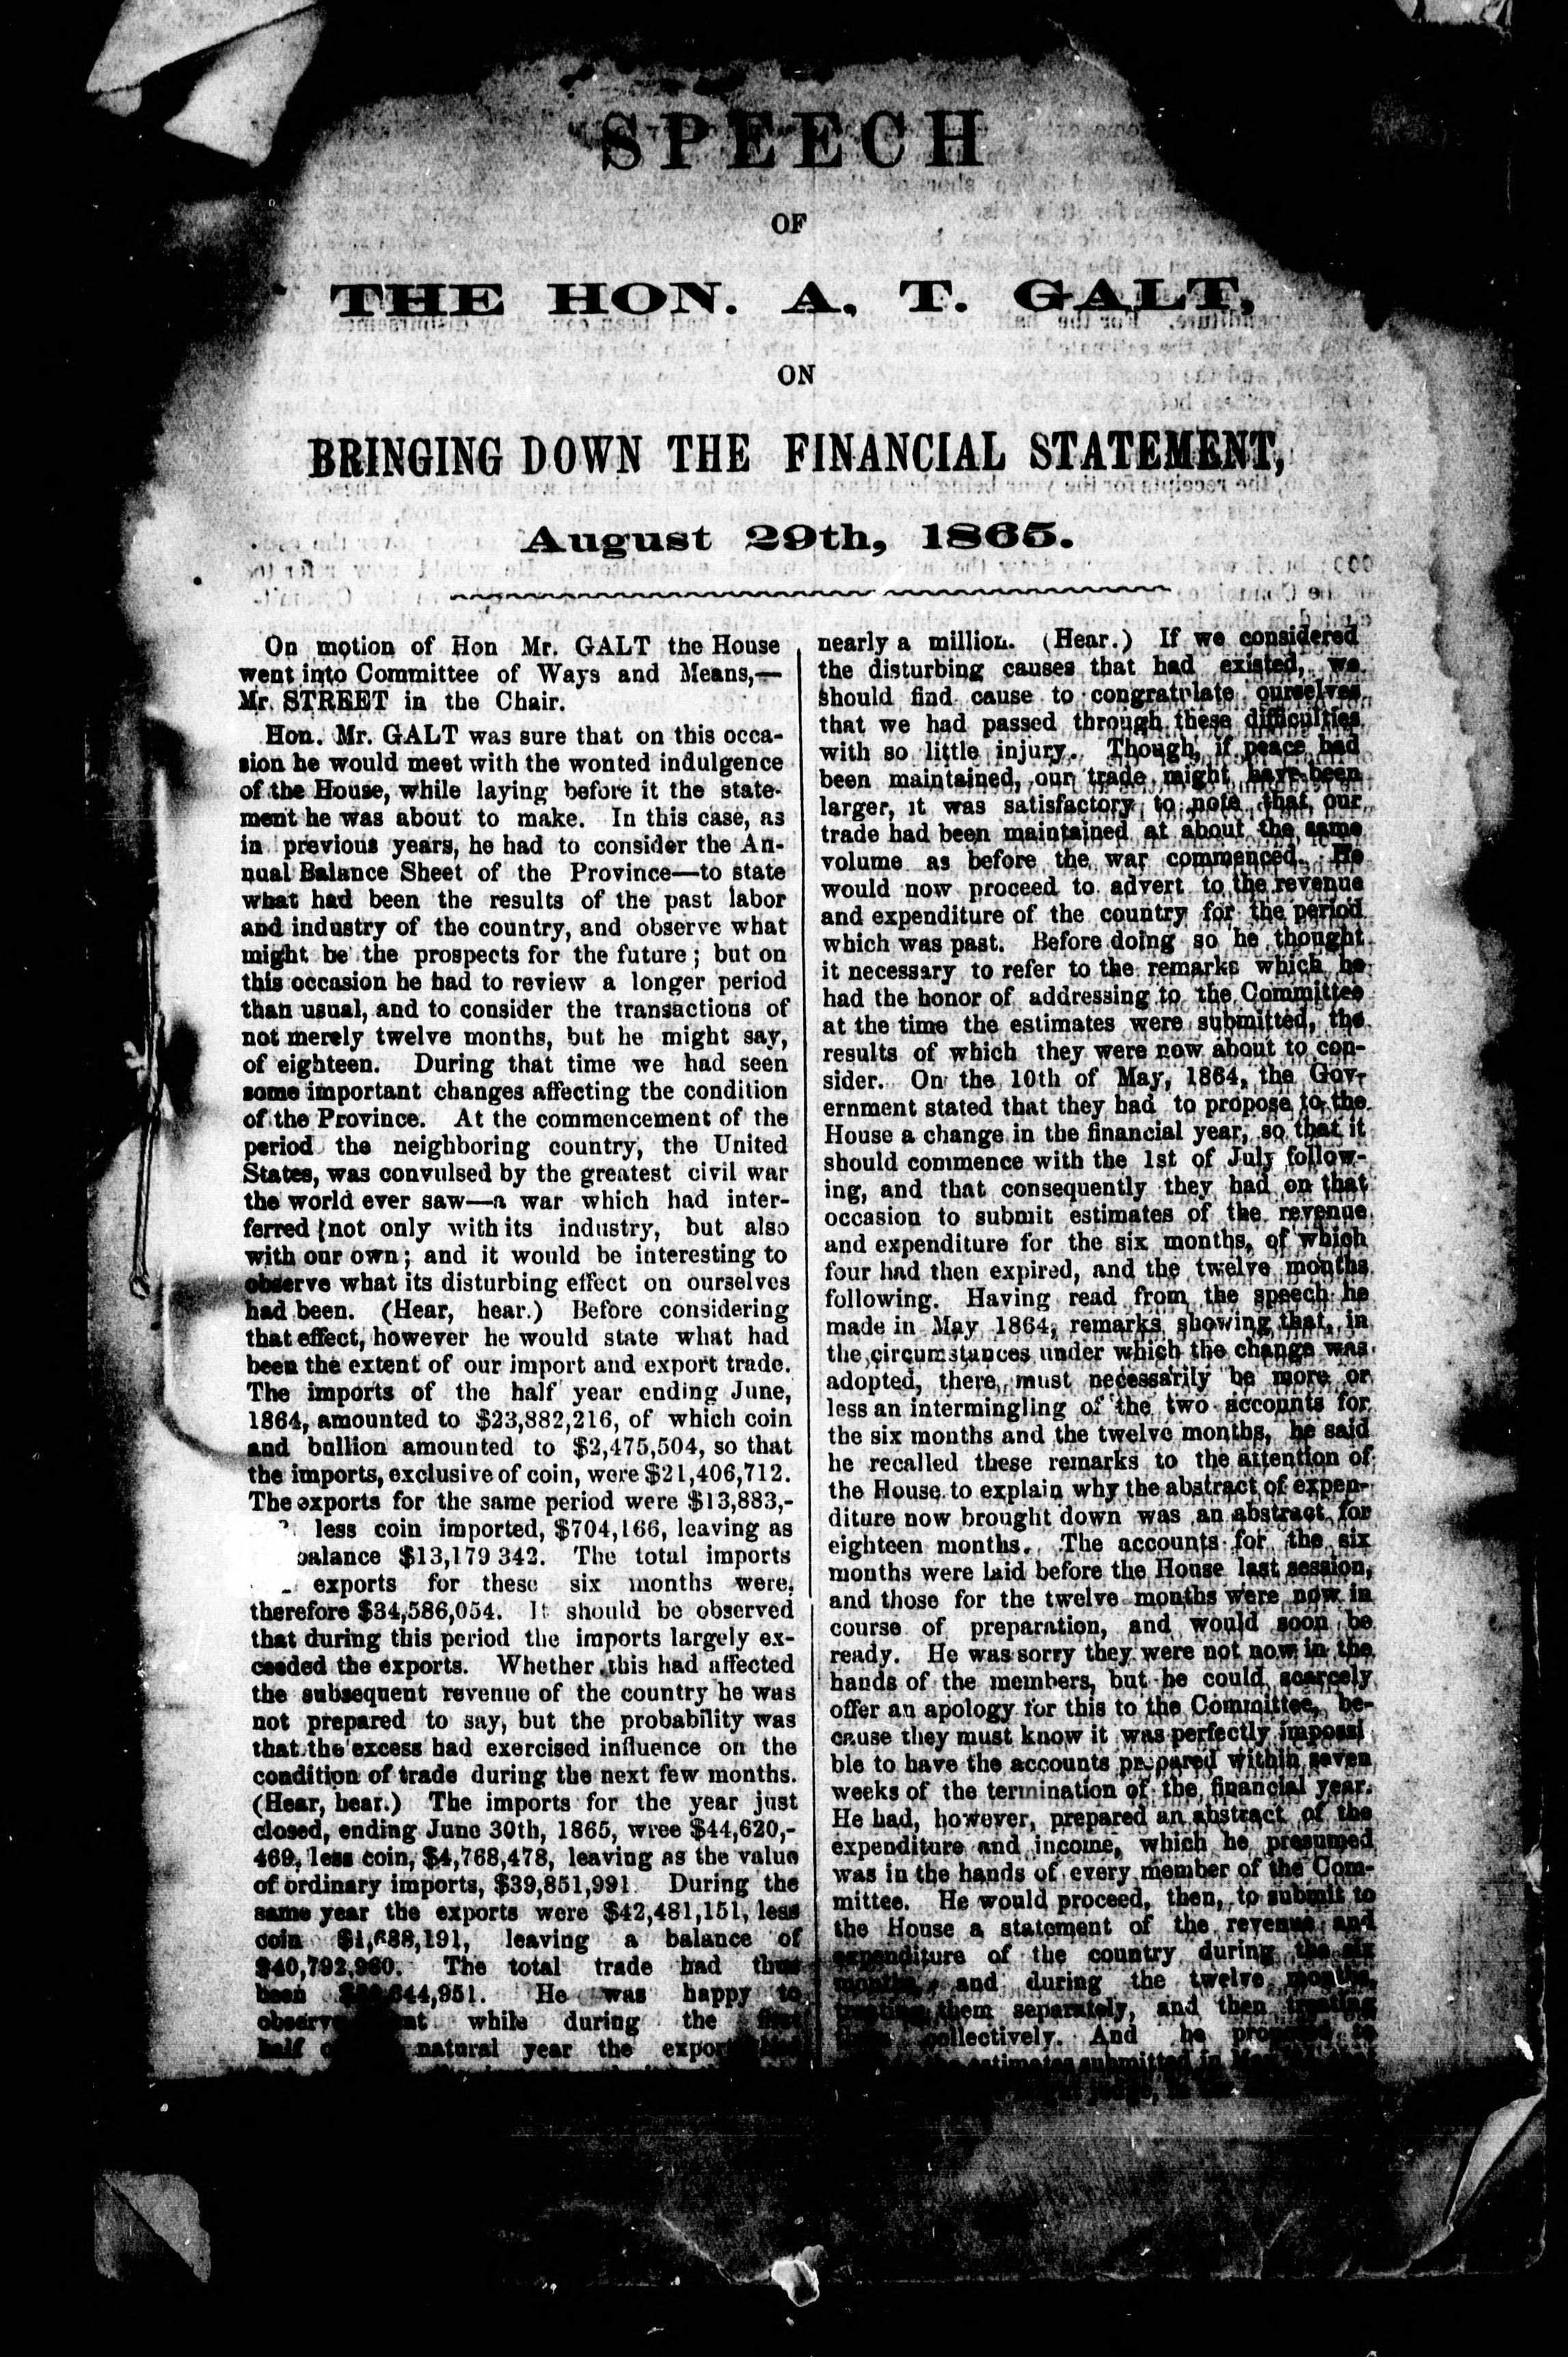 SPEECH
OF
THE HON. A. T. GALT,
ON
BRINGING DOWN THE FINANCIAL STATEMENT,
August 29th, 1865.
On motion of Hon Mr. GALT the House
went into Committee of Ways and Means,—
Mr. STREET in the Chair.
Hon. Mr. GALT was sure that on this occa-
sion he would meet with the wonted indulgence
of the House, while laying before it the state-
ment he was about to make. In this case, as
in previous years, he had to consider the An-
nual Balance Sheet of the Province—to state
what had been the results of the past labor
and industry of the country, and observe what
might be the prospects for the future; but on
this occasion he had to review a longer period
than usual, and to consider the transactions of
not merely twelve months, but he might say,
of eighteen. During that time we had seen
some important changes affecting the condition
of the Province. At the commencement of the
period the neighboring country, the United
States, was convulsed by the greatest civil war
the world ever saw—a war which had inter-
ferred not only with its industry, but also
with our own; and it would be interesting to
observe what its disturbing effect on ourselves
had been. (Hear, hear.) Before considering
that effect, however he would state what had
been the extent of our import and export trade.
The imports of the half year ending June,
1864, amounted to $23,882,216, of which coin
and bullion amounted to $2,475,504, so that
the imports, exclusive of coin, were $21,406,712.
The exports for the same period were $13,883,-
less coin imported, $704,166, leaving as
balance $13,179 342. The total imports
exports for these six months were,
therefore $34,586,054. It should be observed
that during this period the imports largely ex-
ceeded the exports. Whether this had affected
the subsequent revenue of the country he was
not prepared to say, but the probability was
that the excess had exercised influence on the
condition of trade during the next few months.
(Hear, hear.) The imports for the year just
closed, ending June 30th, 1865, wree $44,620,-
469, less coin, $4,768,478, leaving as the value
of ordinary imports, $39,851,991. During the
same year the exports were $42,481,151, less
coin $1,688,191, leaving a balance of
$40,792,960. The total trade had thus
been 644,951. He was happy to
observe while during the first
half natural year the
nearly a million. (Hear.) If we considered
the disturbing causes that had existed, we
should find cause to congratulate ourselves
that we had passed through these difficulties
with so little injury. Though, if peace had
been maintained, our trade might have been
larger, it was satisfactory to note that our
trade had been maintained at about the same
volume as before the war commenced. He
would now proceed to advert to the revenue
and expenditure of the country for the period
which was past. Before doing so he thought
it necessary to refer to the remarks which he
had the honor of addressing to the Committee
at the time the estimates were submitted, the
results of which they were now about to con-
sider. On the 10th of May, 1864, the Gov-
ernment stated that they had to propose to the
House a change in the financial year, so that it
should commence with the 1st of July follow-
ing, and that consequently they had on that
occasion to submit estimates of the revenue
and expenditure for the six months, of which
four had then expired, and the twelve months
following. Having read from the speech he
made in May 1864, remarks showing that, in
the circumstances under which the change was
adopted, there must necessarily be more or
less an intermingling of the two accounts for
the six months and the twelve months, he said
he recalled these remarks to the attention of
the House to explain why the abstract of expen-
diture now brought down was an abstract for
eighteen months. The accounts for the six
months were laid before the House last session,
and those for the twelve months were now in
course of preparation, and would soon be
ready. He was sorry they were not now in the
hands of the members, but he could scarcely
offer an apology for this to the Committee, be-
cause they must know it was perfectly impossi
ble to have the accounts prepared within seven
weeks of the termination of the financial year.
He had, however, prepared an abstract of the
expenditure and income, which he presumed
was in the hands of every member of the Com-
mittee. He would proceed, then, to submit to
the House a statement of the revenue and
expenditure of the country during the six
months, and during the twelve months,
treating them separately, and then treating
collectively. And he proposed to
estimates submitted in